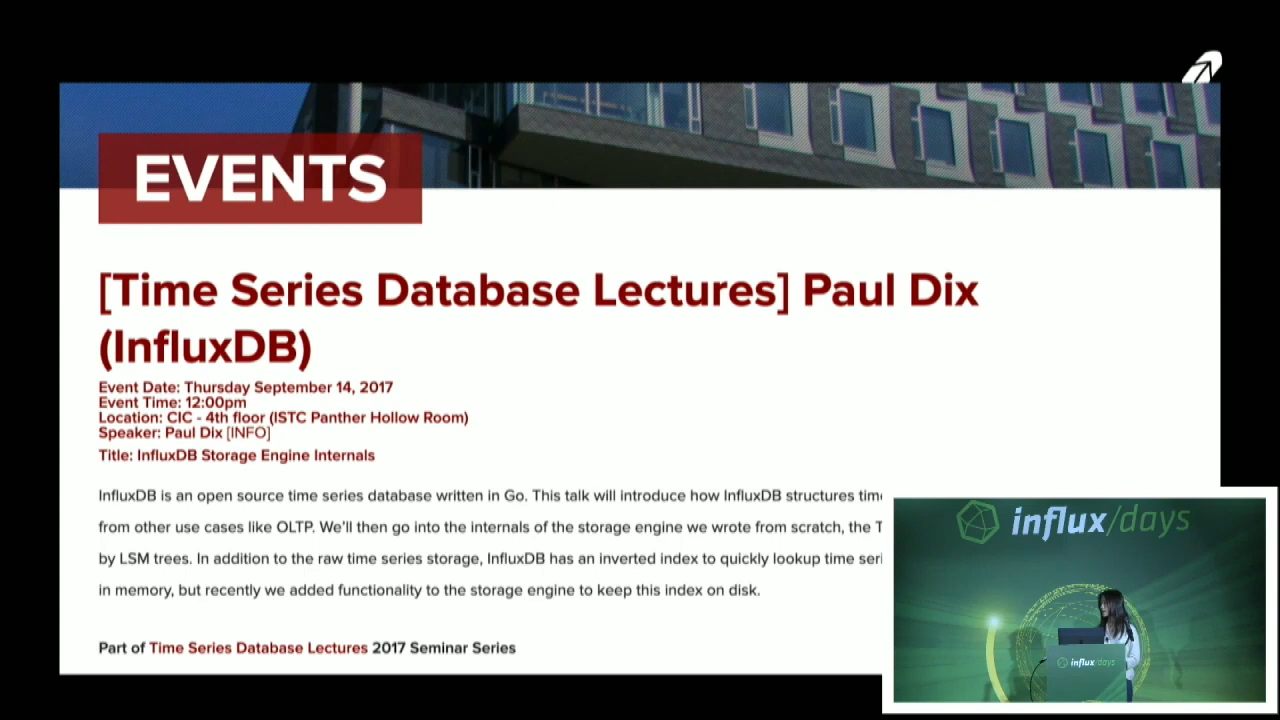 EVENTS
[Time Series Database Lectures] Paul Dix
(InfluxDB)
Event Date: Thursday September 14, 2017
Event Time: 12:00pm
Location: CIC - 4th floor (ISTC Panther Hollow Room)
Speaker: Paul Dix [INFO]
Title: InfluxDB Storage Engine Internals
InfluxDB is an open source time series database written in Go. This talk will introduce how InfluxDB structures
from other use cases like OLTP. We'll then go into the internals of the storage engine we wrote from scratch, the
by LSM trees. In addition to the raw time series storage, InfluxDB has an inverted index to quickly lookup time
in memory, but recently we added functionality to the storage engine to keep this index on disk.
Part of Time Series Database Lectures 2017 Seminar Series
influx/days
influx/days